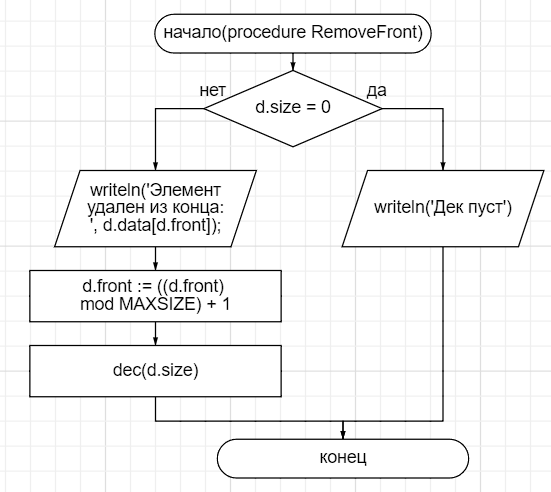 начало(procedure RemoveFront)
нет
да
d.size = 0
writeln('Элемент
удален из конца:
', d.data[d.front]);
writeln('Дек пуст')
d.front := ((d.front)
mod MAXSIZE) + 1
dec(d.size)
конец